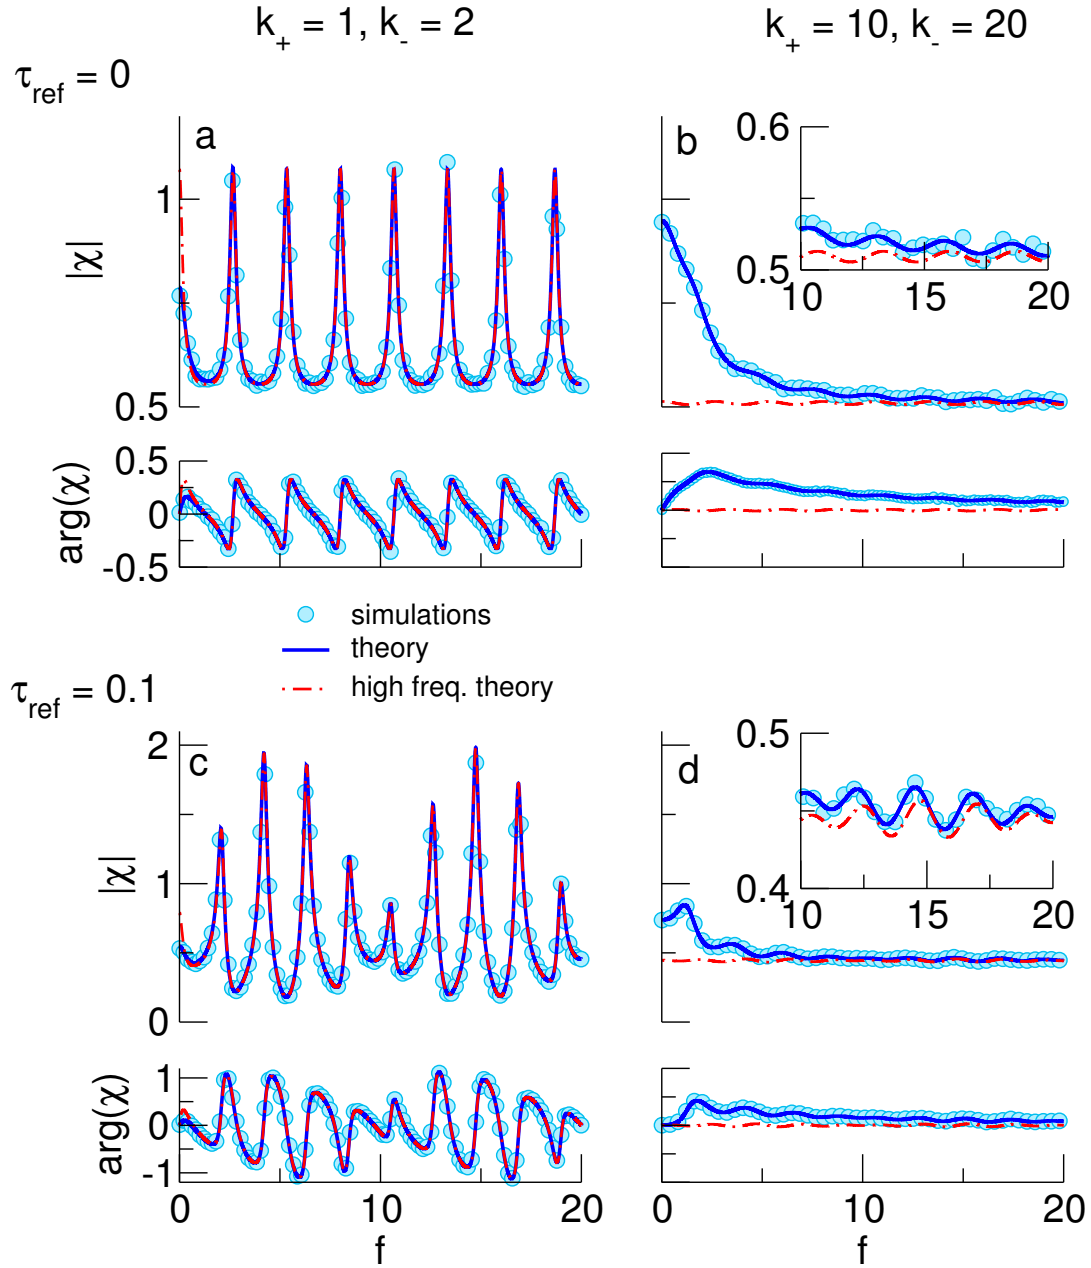 k+ = 1, k- = 2
k+ = 10, k- = 20
τref = 0
a
1
0.5
|χ|
b
0.6
0.5
10
15
20
0.5
0
-0.5
arg(χ)
simulations
theory
high freq. theory
τref = 0.1
c
2
1
0
|χ|
d
0.5
0.4
10
15
20
1
0
-1
arg(χ)
0
10
20
f
0
10
20
f